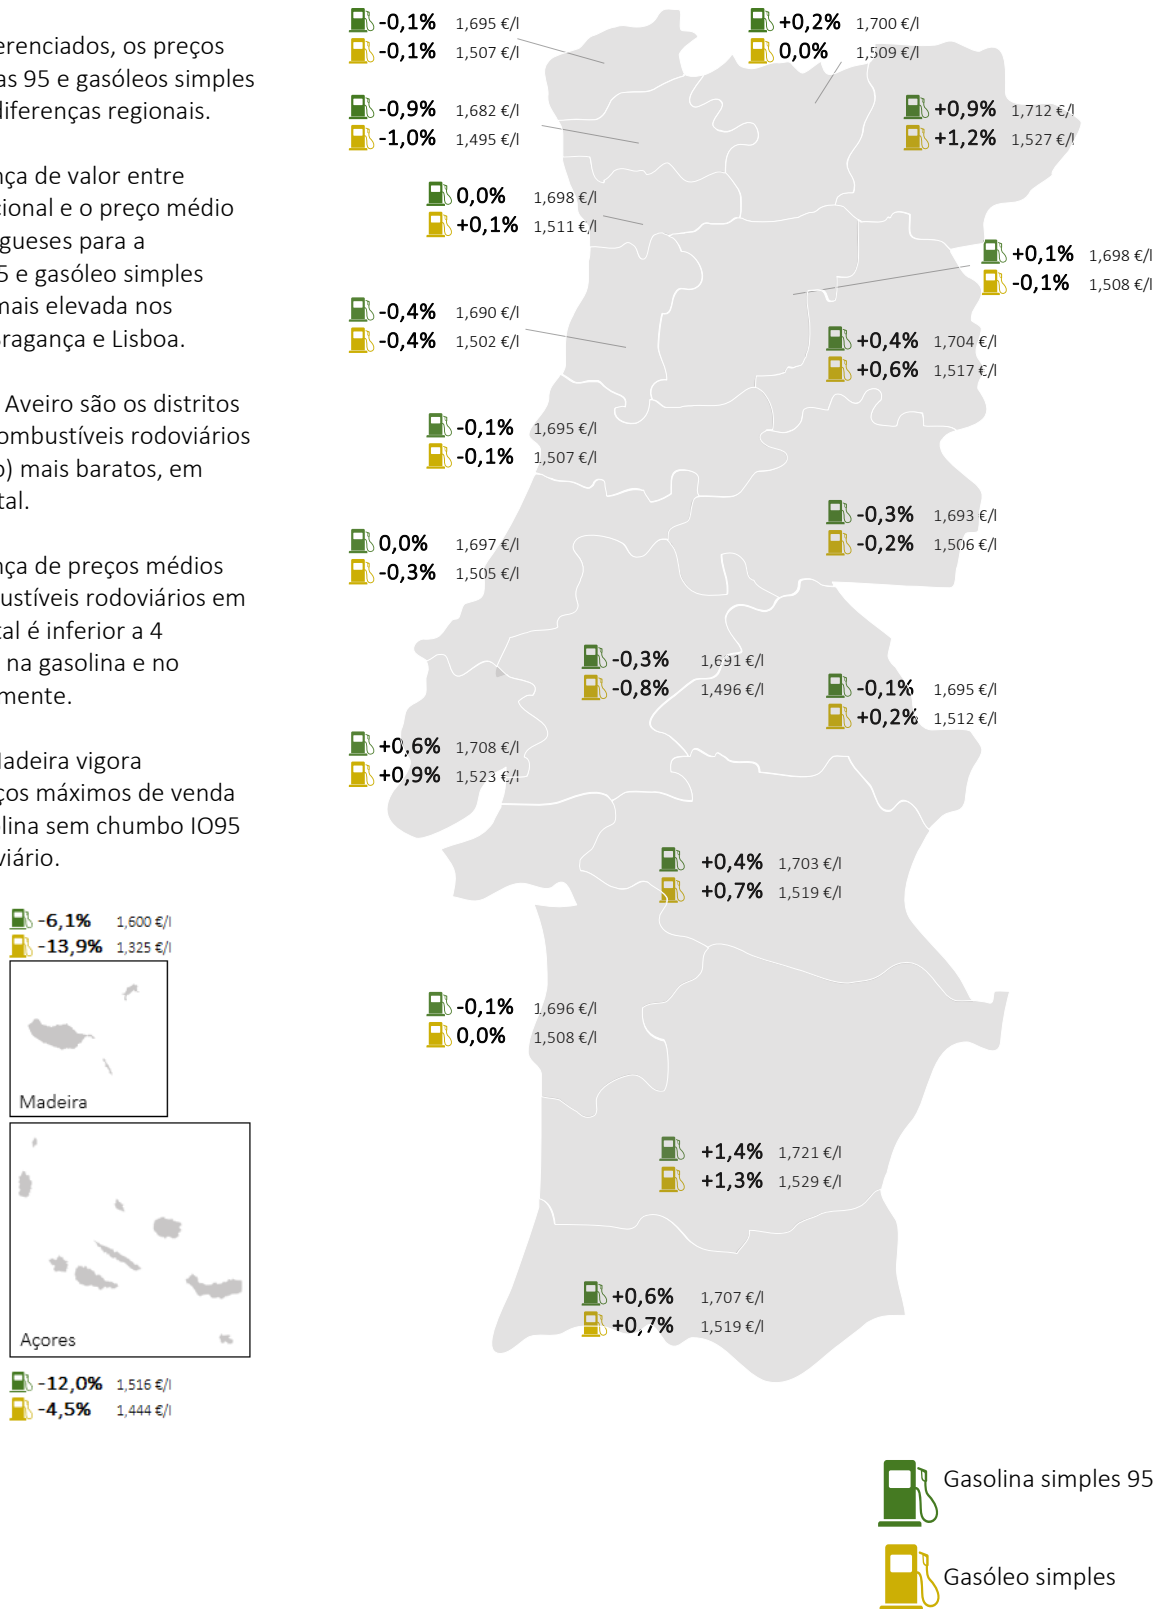 erenciados, os preços
as 95 e gasóleos simples
diferenças regionais.
nça de valor entre
cional e o preço médio
gueses para a
5 e gasóleo simples
mais elevada nos
Bragança e Lisboa.
Aveiro são os distritos
ombustíveis rodoviários
o) mais baratos, em
tal.
nça de preços médios
bustíveis rodoviários em
tal é inferior a 4
na gasolina e no
mente.
Madeira vigora
ços máximos de venda
olina sem chumbo IO95
viário.
-0,1% 1,695 €/l
-0,1% 1,507 €/l
+0,2% 1,700 €/l
0,0% 1,509 €/l
-0,9% 1,682 €/l
-1,0% 1,495 €/l
+0,9% 1,712 €/l
+1,2% 1,527 €/l
0,0% 1,698 €/l
+0,1% 1,511 €/l
+0,1% 1,698 €/l
-0,1% 1,508 €/l
-0,4% 1,690 €/l
-0,4% 1,502 €/l
+0,4% 1,704 €/l
+0,6% 1,517 €/l
-0,1% 1,695 €/l
-0,1% 1,507 €/l
-0,3% 1,693 €/l
-0,2% 1,506 €/l
0,0% 1,697 €/l
-0,3% 1,505 €/l
-0,3% 1,691 €/l
-0,8% 1,496 €/l
-0,1% 1,695 €/l
+0,2% 1,512 €/l
+0,6% 1,708 €/l
+0,9% 1,523 €/l
+0,4% 1,703 €/l
+0,7% 1,519 €/l
-6,1% 1,600 €/l
-13,9% 1,325 €/l
Madeira
-0,1% 1,696 €/l
0,0% 1,508 €/l
+1,4% 1,721 €/l
+1,3% 1,529 €/l
+0,6% 1,707 €/l
+0,7% 1,519 €/l
Açores
-12,0% 1,516 €/l
-4,5% 1,444 €/l
Gasolina simples 95
Gasóleo simples